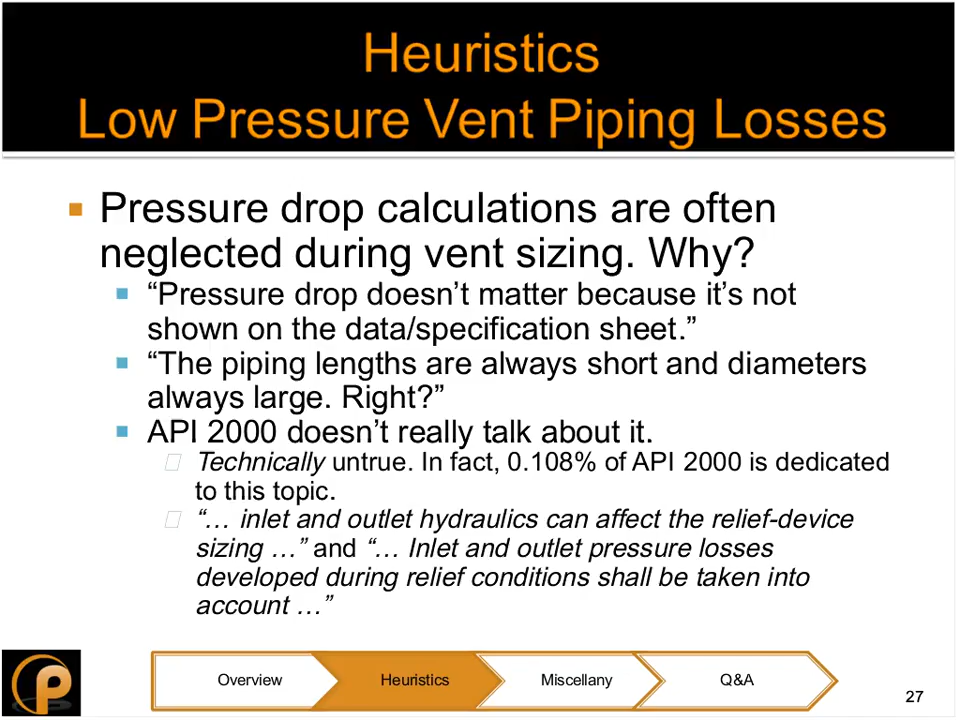 Heuristics
Low Pressure Vent Piping Losses
Pressure drop calculations are often
neglected during vent sizing. Why?
“Pressure drop doesn’t matter because it’s not
shown on the data/specification sheet.”
“The piping lengths are always short and diameters
always large. Right?”
API 2000 doesn’t really talk about it.
Technically untrue. In fact, 0.108% of API 2000 is dedicated
to this topic.
“… inlet and outlet hydraulics can affect the relief-device
sizing …” and “… Inlet and outlet pressure losses
developed during relief conditions shall be taken into
account …”
P
Overview
Heuristics
Miscellany
Q&A
27